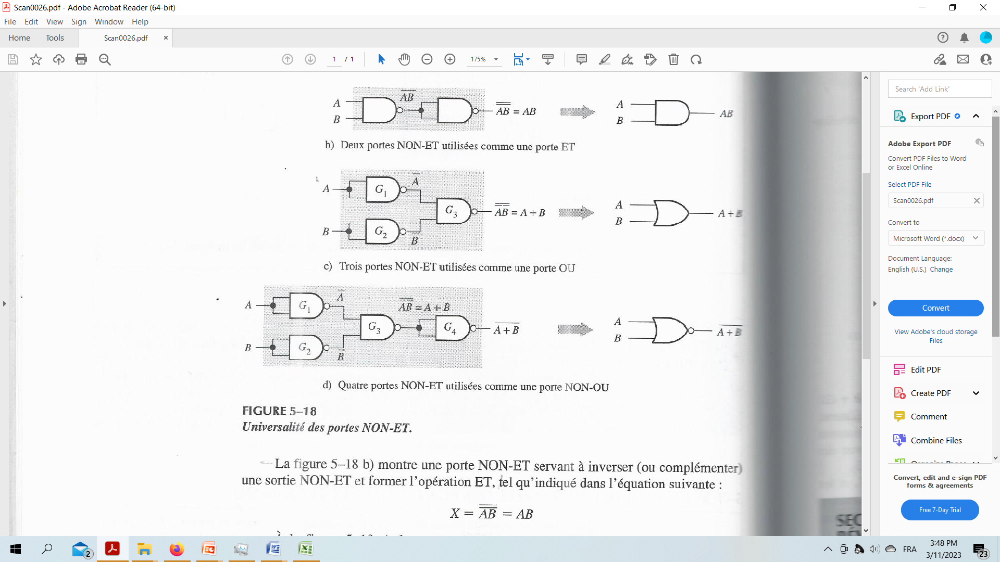 Scan0026.pdf - Adobe Acrobat Reader (64-bit)
File Edit View Sign Window Help
Home Tools Scan0026.pdf
1 / 1 175%
A B A̅B̅ A̿B̿ = AB A B AB
b) Deux portes NON-ET utilisées comme une porte ET
A G₁ A̅
B G₂ B̅
G₃ A̿B̿ = A + B A B A + B
c) Trois portes NON-ET utilisées comme une porte OU
A G₁ A̅
B G₂ B̅
G₃ A̿B̿ = A + B G₄ A̅ ̅+̅ ̅B̅ A B A̅ ̅+̅ ̅B̅
d) Quatre portes NON-ET utilisées comme une porte NON-OU
FIGURE 5–18
Universalité des portes NON-ET.
La figure 5–18 b) montre une porte NON-ET servant à inverser (ou complémenter)
une sortie NON-ET et former l'opération ET, tel qu'indiqué dans l'équation suivante :
X = A̿B̿ = AB
Search 'Add Link'
Export PDF
Adobe Export PDF
Convert PDF Files to Word
or Excel Online
Select PDF File
Scan0026.pdf
Convert to
Microsoft Word (*.docx)
Document Language:
English (U.S.) Change
Convert
View Adobe's cloud storage
Files
Edit PDF
Create PDF
Comment
Combine Files
Organize Pages
Convert, edit and e-sign PDF
forms & agreements
Free 7-Day Trial
2
FRA
3:48 PM
3/11/2023
23